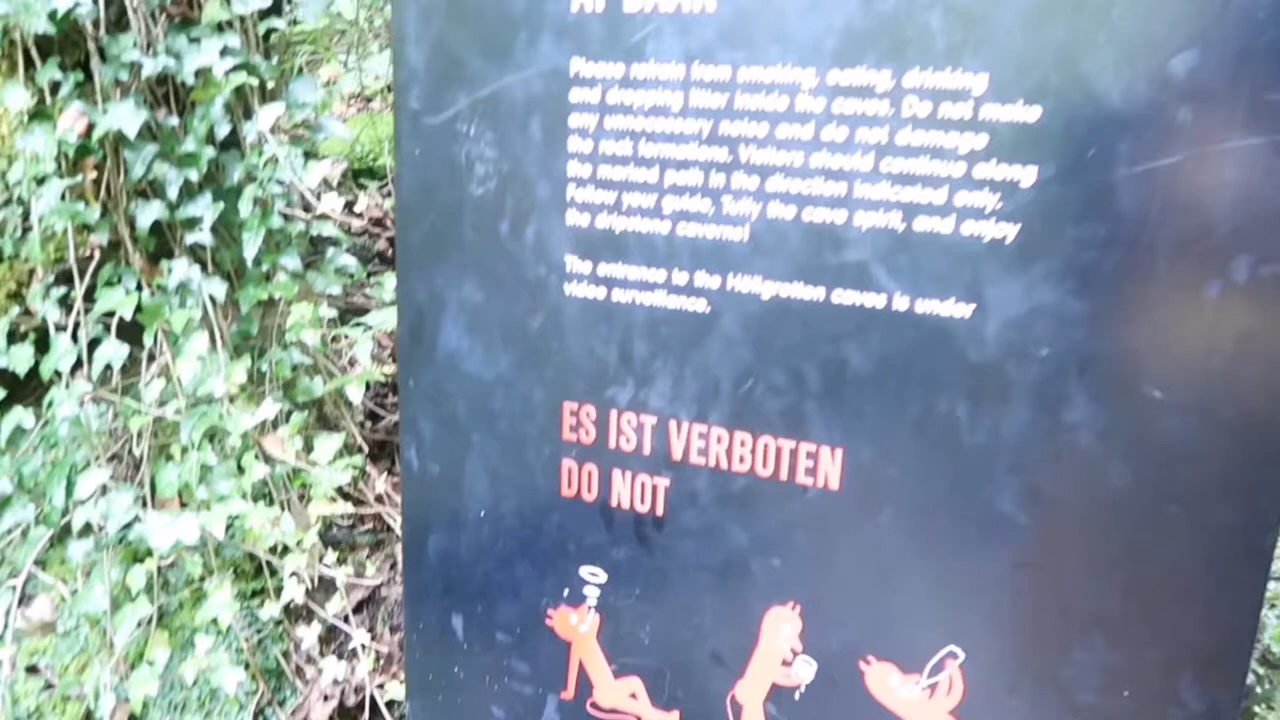 AT BAAR
Please refrain from smoking, eating, drinking
and dropping litter inside the caves. Do not make
any unnecessary noise and do not damage
the rock formations. Visitors should continue along
the marked path in the direction indicated only.
Follow your guide, Tuffy the cave spirit, and enjoy
the dripstone caverns!
The entrance to the Höllgrotten caves is under
video surveillance.
ES IST VERBOTEN
DO NOT